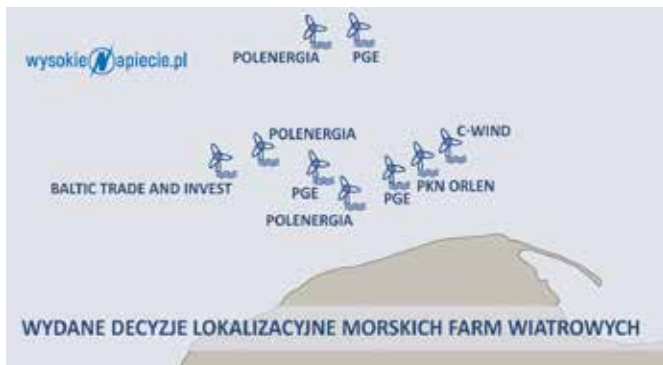 wysokieNapiecie.pl
POLENERGIA
PGE
POLENERGIA
C-WIND
BALTIC TRADE AND INVEST
PGE
PGE
PKN ORLEN
POLENERGIA
WYDANE DECYZJE LOKALIZACYJNE MORSKICH FARM WIATROWYCH